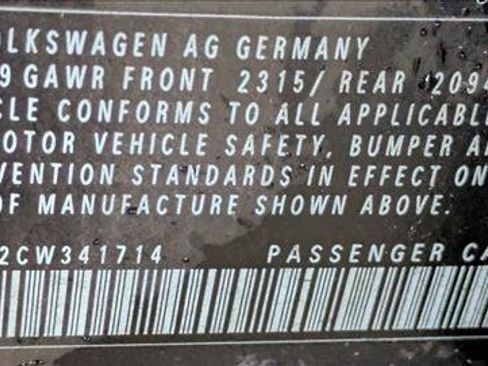 OLKSWAGEN AG GERMANY
9 GAWR FRONT 2315/ REAR 2094
CLE CONFORMS TO ALL APPLICABLE
OTOR VEHICLE SAFETY, BUMPER A
VENTION STANDARDS IN EFFECT ON
OF MANUFACTURE SHOWN ABOVE.
2CW341714 PASSENGER CA